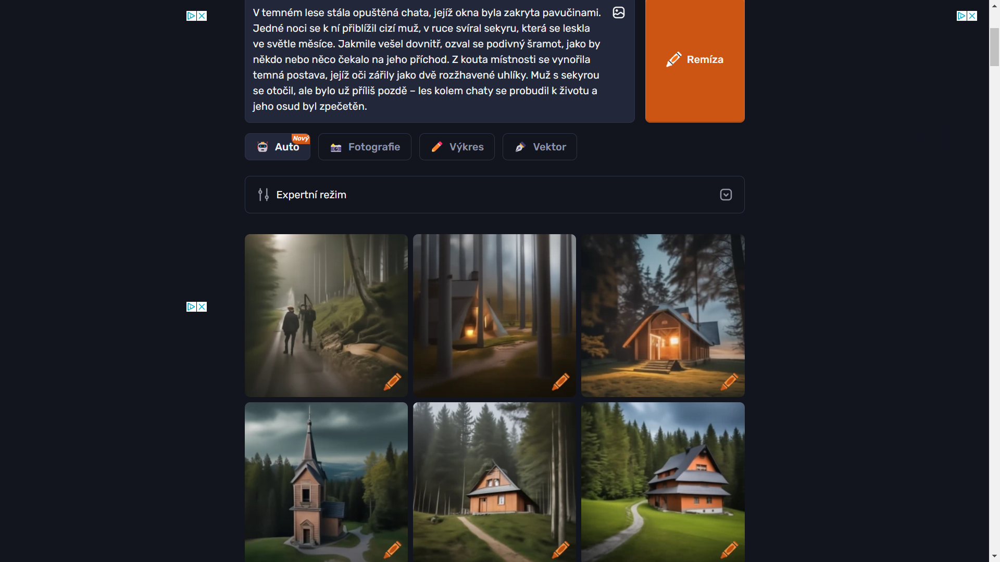 V temném lese stála opuštěná chata, jejíž okna byla zakryta pavučinami.
Jedné noci se k ní přiblížil cizí muž, v ruce svíral sekyru, která se leskla
ve světle měsíce. Jakmile vešel dovnitř, ozval se podivný šramot, jako by
někdo nebo něco čekalo na jeho příchod. Z kouta místnosti se vynořila
temná postava, jejíž oči zářily jako dvě rozžhavené uhlíky. Muž s sekyrou
se otočil, ale bylo už příliš pozdě – les kolem chaty se probudil k životu a
jeho osud byl zpečetěn.
Remíza
Auto
Nový
Fotografie
Výkres
Vektor
Expertní režim